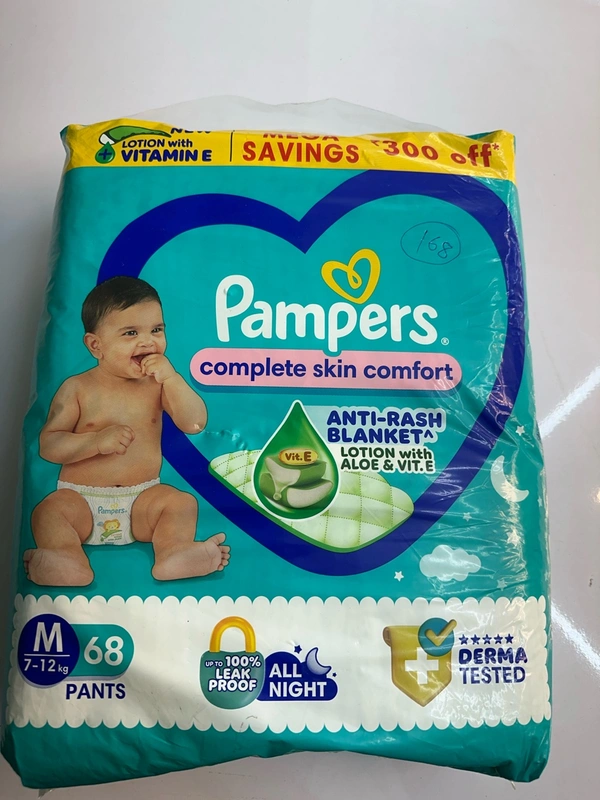 NEW
LOTION with
VITAMIN E
MEGA
SAVINGS
₹300 off*
168
Pampers®
complete skin comfort
ANTI-RASH
BLANKET^
LOTION with
ALOE & VIT.E
Vit.E
Pampers
M
7-12 kg
68
PANTS
UP TO 100%
LEAK
PROOF
ALL
NIGHT
DERMA
TESTED